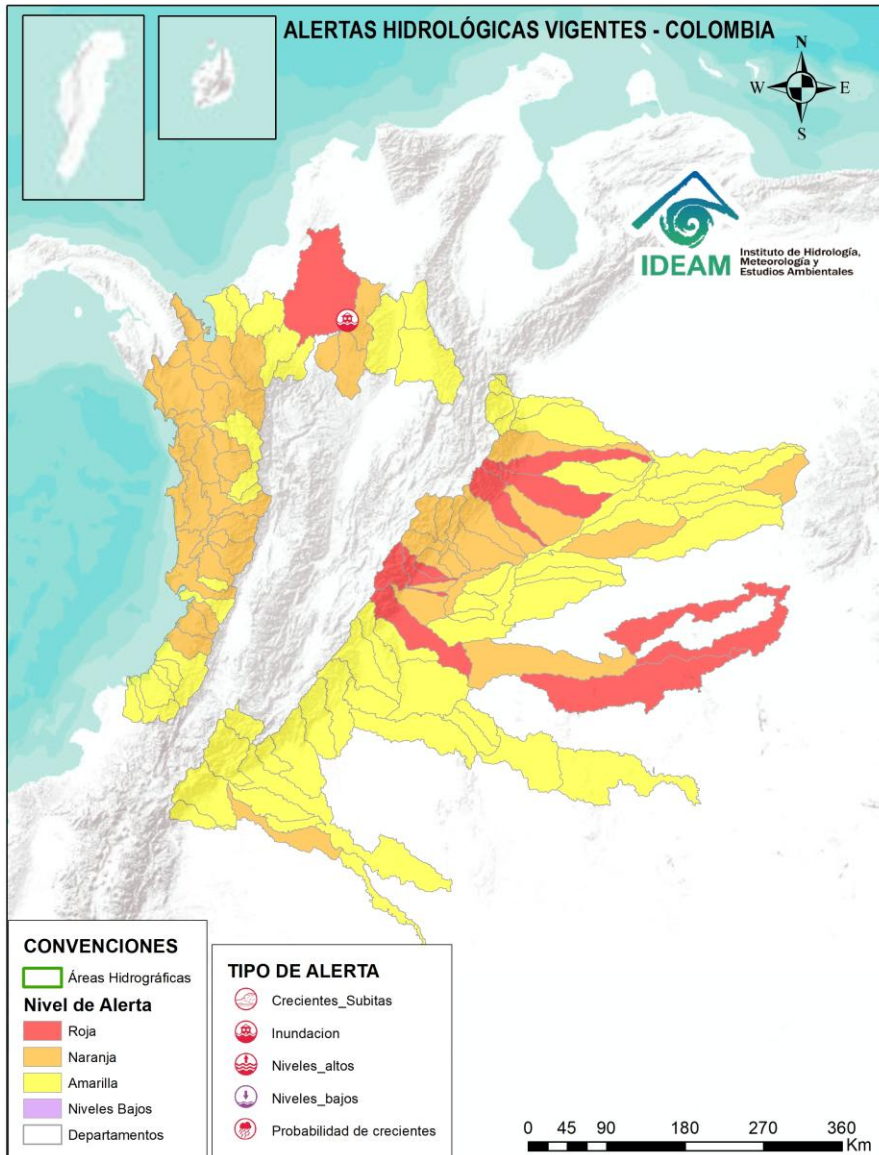 ALERTAS HIDROLÓGICAS VIGENTES - COLOMBIA
N
W
E
S
IDEAM
Instituto de Hidrología,
Meteorología y
Estudios Ambientales
CONVENCIONES
Áreas Hidrográficas
Nivel de Alerta
Roja
Naranja
Amarilla
Niveles Bajos
Departamentos
TIPO DE ALERTA
Crecientes_Subitas
Inundacion
Niveles_altos
Niveles_bajos
Probabilidad de crecientes
0 45 90 180 270 360
Km